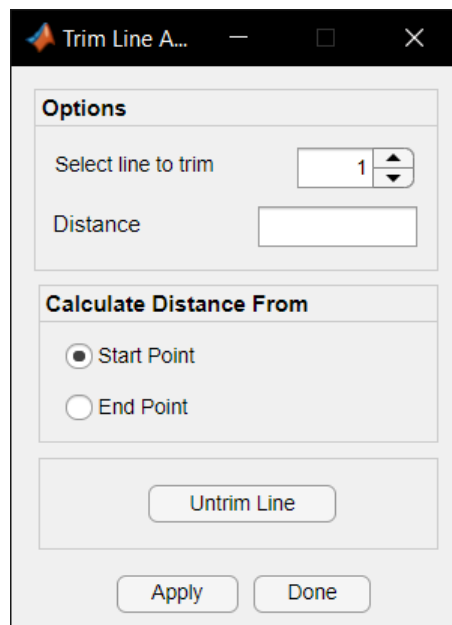 Trim Line A...
Options
Select line to trim 1
Distance
Calculate Distance From
Start Point
End Point
Untrim Line
Apply Done